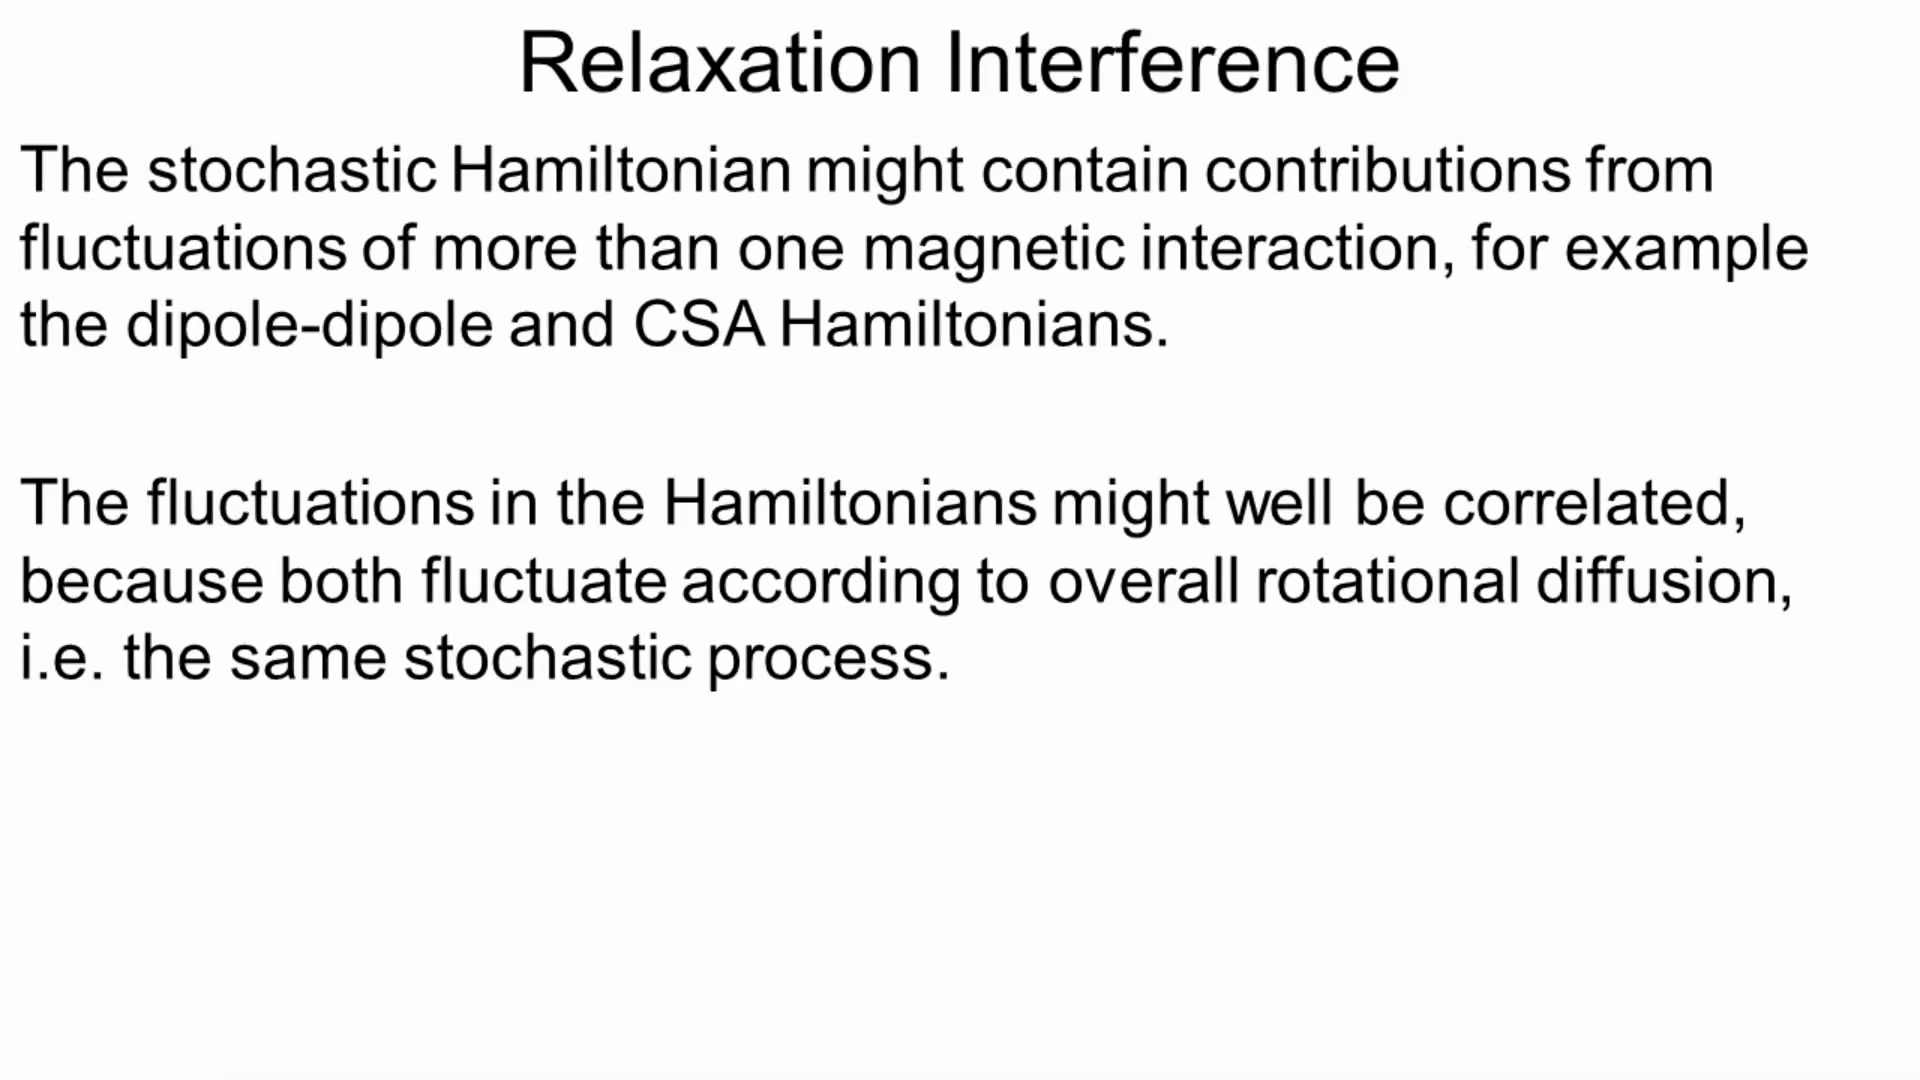 Relaxation Interference
The stochastic Hamiltonian might contain contributions from
fluctuations of more than one magnetic interaction, for example
the dipole-dipole and CSA Hamiltonians.
The fluctuations in the Hamiltonians might well be correlated,
because both fluctuate according to overall rotational diffusion,
i.e. the same stochastic process.